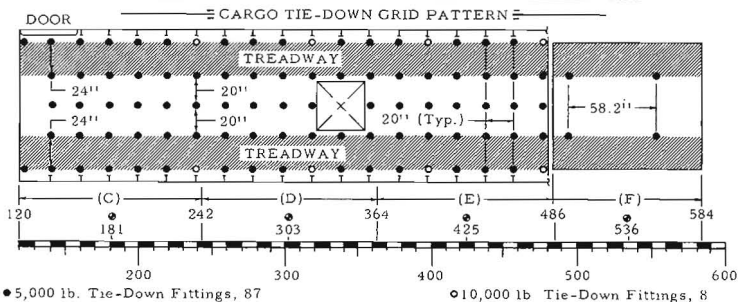 CARGO TIE-DOWN GRID PATTERN
DOOR
TREADWAY
24" 20" 58.2"
24" 20" 20" (Typ.)
TREADWAY
(C) (D) (E) (F)
120 242 364 486 584
181 303 425 536
200 300 400 500 600
5,000 lb. Tie-Down Fittings, 87 10,000 lb Tie-Down Fittings, 8